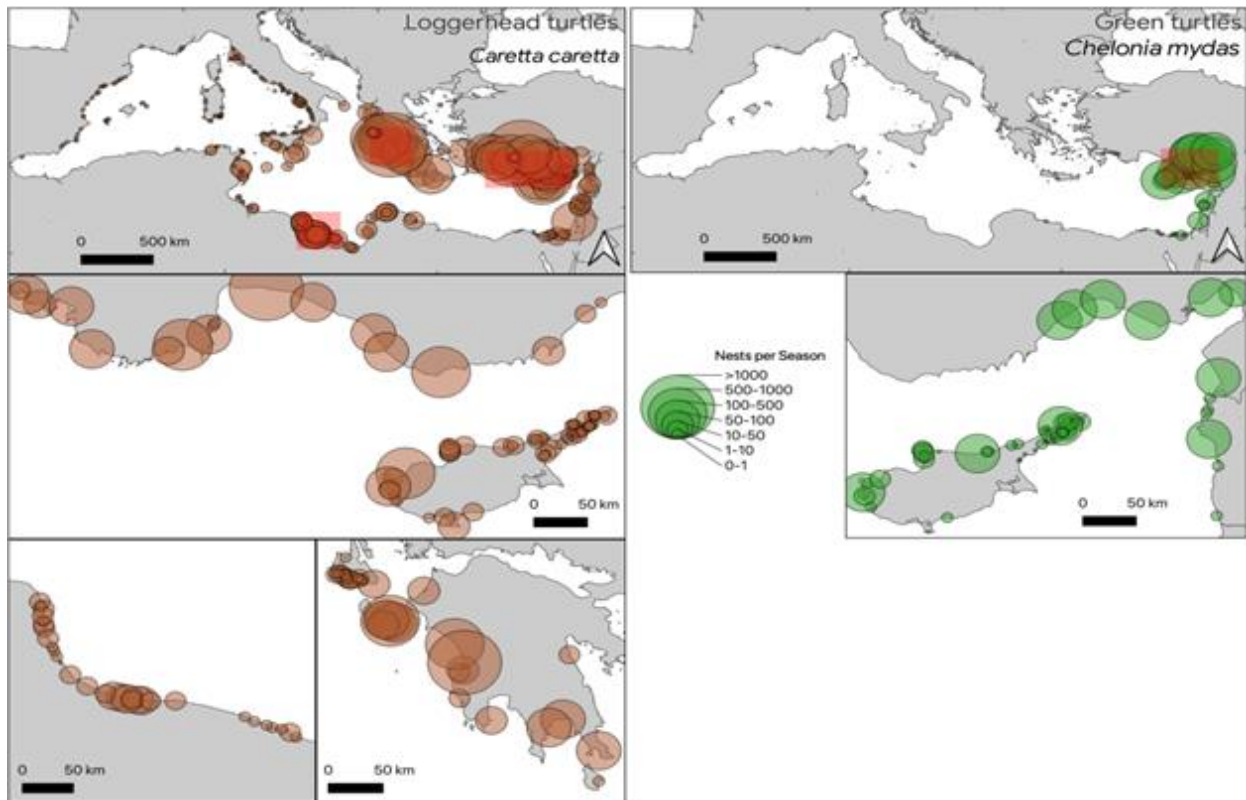 Loggerhead turtles
Caretta caretta
0 500 km
Green turtles
Chelonia mydas
0 500 km
0 50 km
Nests per Season
>1000
500-1000
100-500
50-100
10-50
1-10
0-1
0 50 km
0 50 km
0 50 km